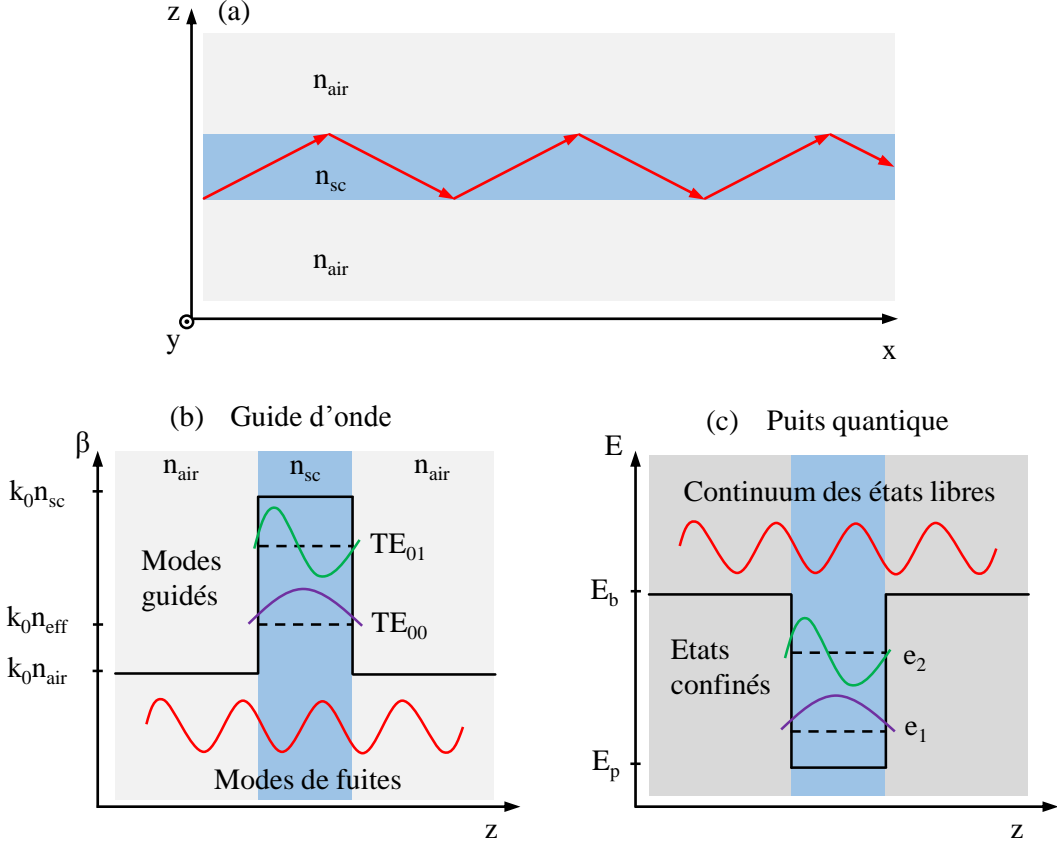 z
(a)
n_air
n_sc
n_air
y
x
(b) Guide d’onde
β
n_air n_sc n_air
k_0n_sc
TE_01
Modes
guidés
k_0n_eff
TE_00
k_0n_air
Modes de fuites
z
(c) Puits quantique
E
Continuum des états libres
E_b
Etats
confinés
e_2
e_1
E_p
z